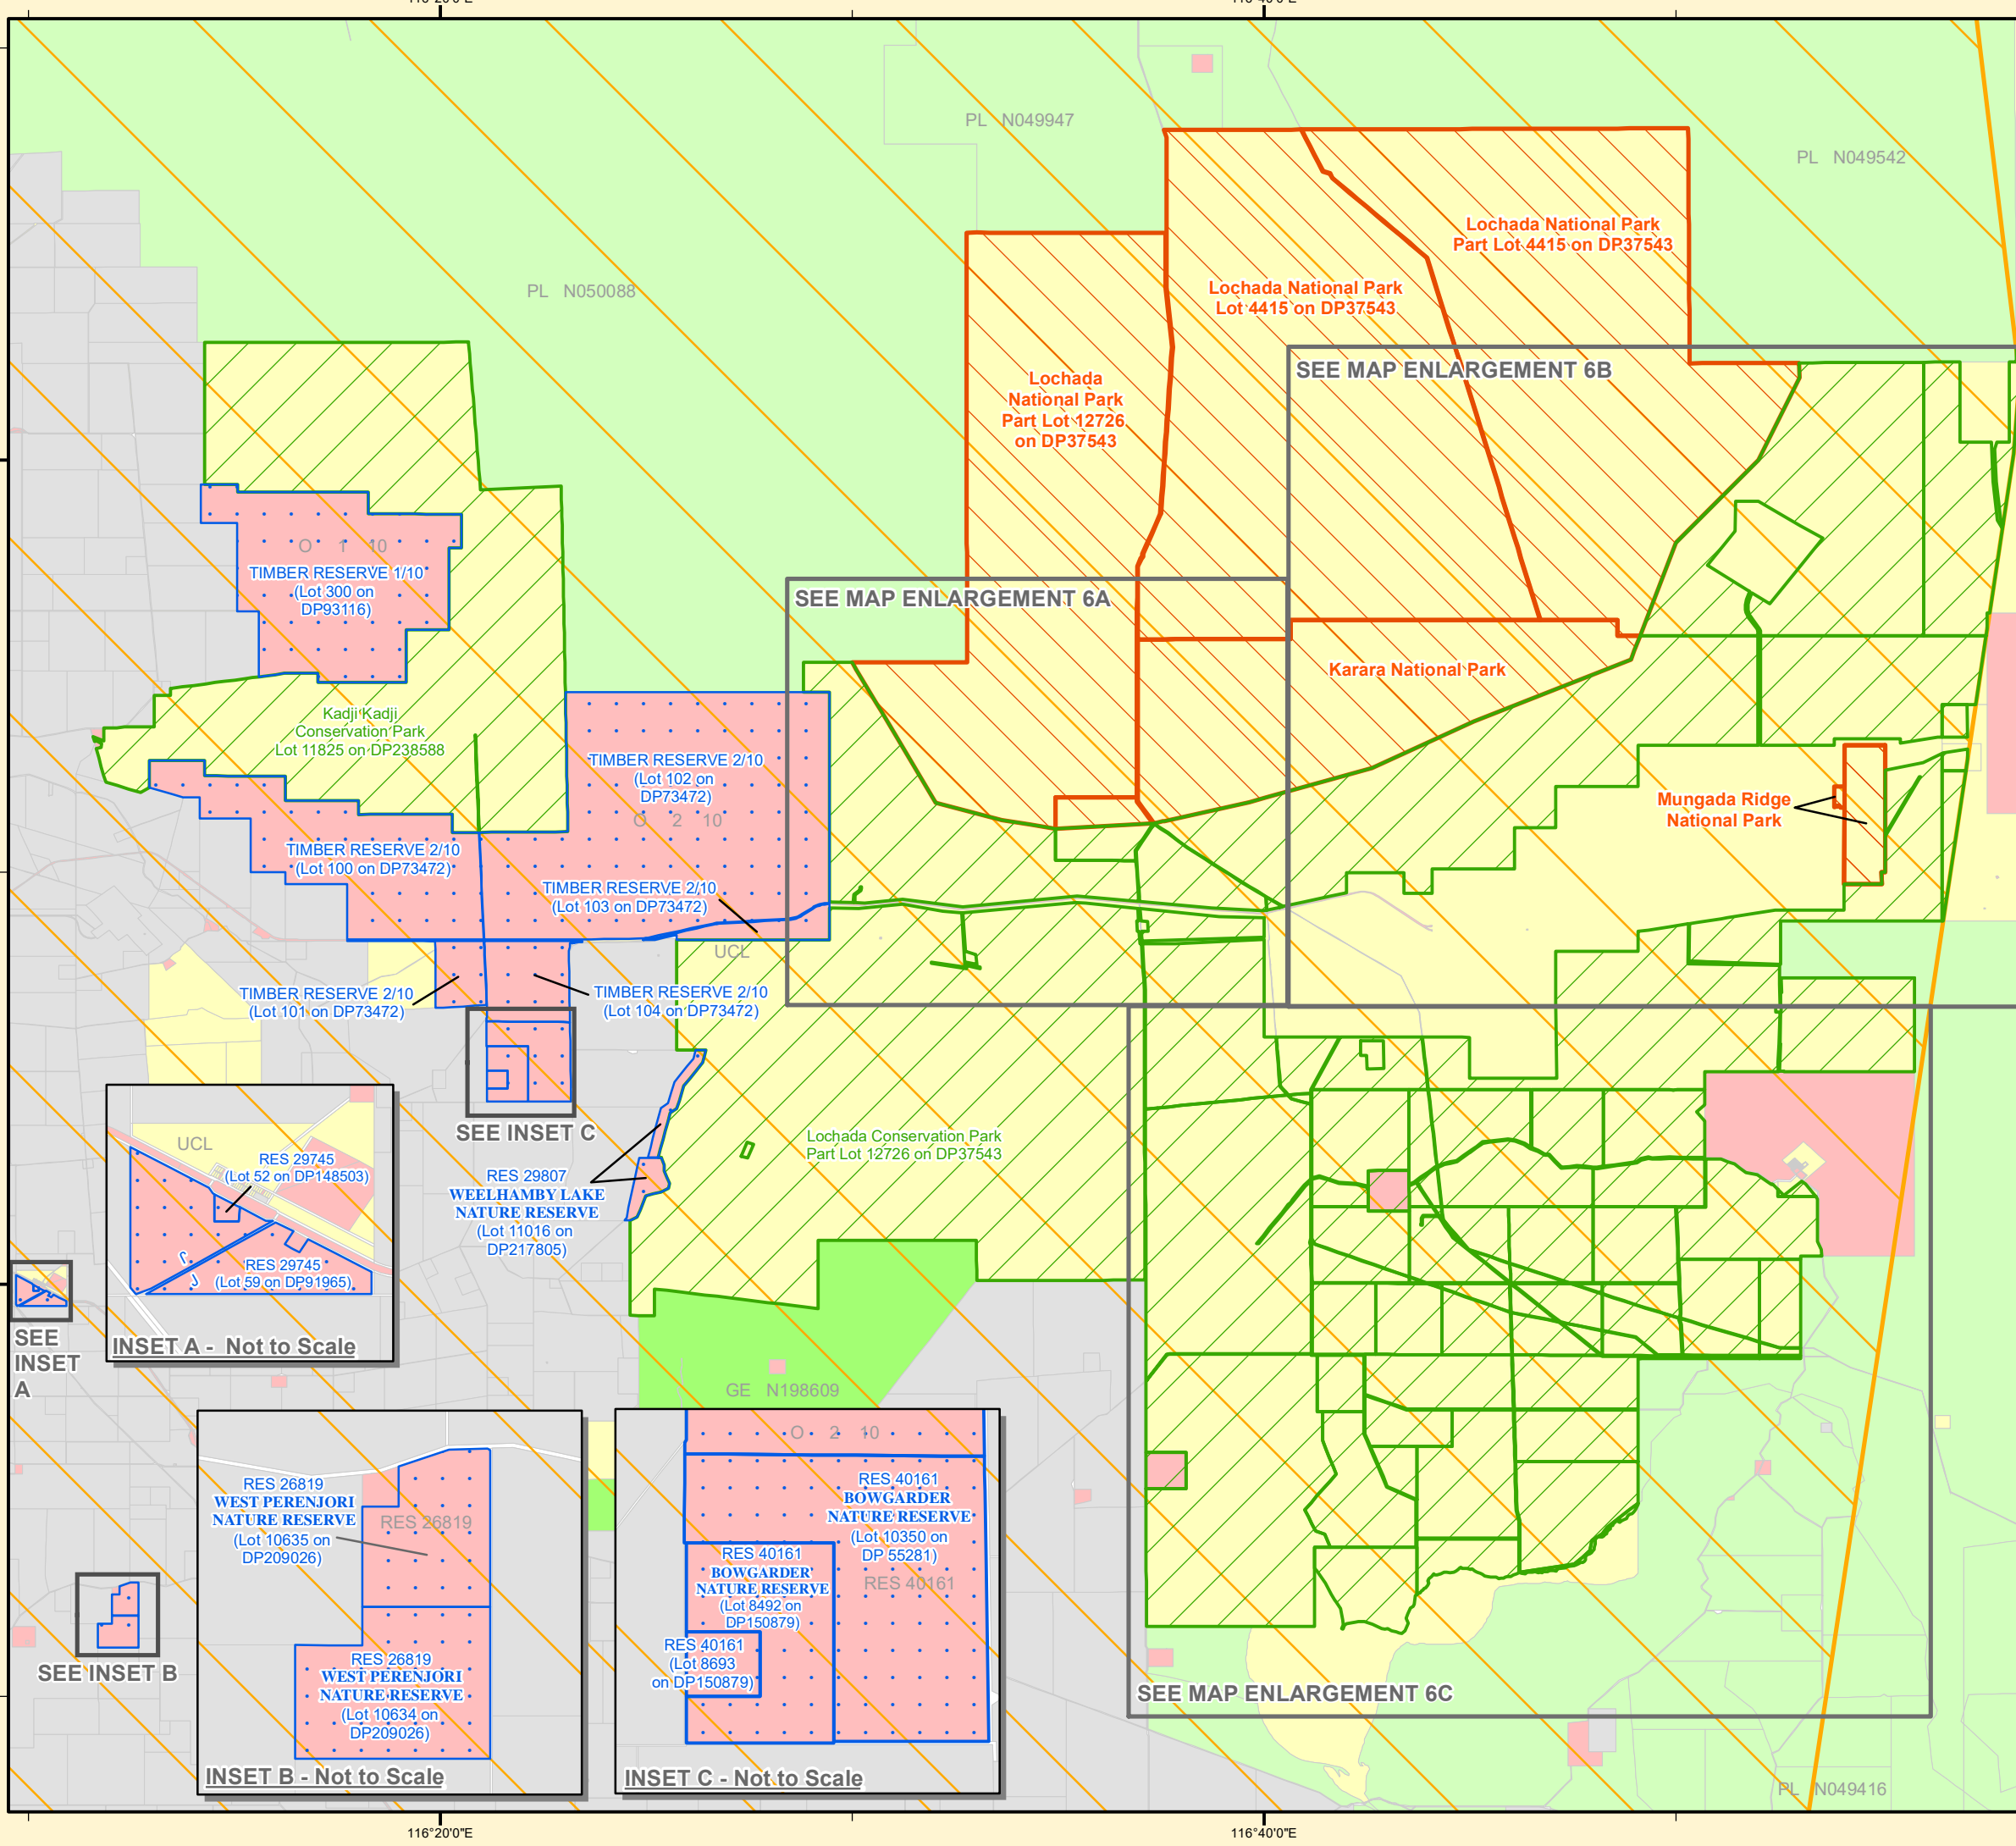 PL N049947
PL N049542
Lochada National Park
Part Lot 4415 on DP37543
PL N050088
Lochada National Park
Lot 4415 on DP37543
SEE MAP ENLARGEMENT 6B
Lochada
National Park
Part Lot 12726
on DP37543
O 1 10
TIMBER RESERVE 1/10
(Lot 300 on
DP93116)
SEE MAP ENLARGEMENT 6A
Karara National Park
Kadji Kadji
Conservation Park
Lot 11825 on DP238588
TIMBER RESERVE 2/10
(Lot 102 on
DP73472)
O 2 10
Mungada Ridge
National Park
TIMBER RESERVE 2/10
(Lot 100 on DP73472)
TIMBER RESERVE 2/10
(Lot 103 on DP73472)
UCL
TIMBER RESERVE 2/10
(Lot 101 on DP73472)
TIMBER RESERVE 2/10
(Lot 104 on DP73472)
SEE INSET C
UCL
RES 29745
(Lot 52 on DP148503)
RES 29745
(Lot 59 on DP91965)
INSET A - Not to Scale
SEE
INSET
A
Lochada Conservation Park
Part Lot 12726 on DP37543
RES 29807
WEELHAMBY LAKE
NATURE RESERVE
(Lot 11016 on
DP217805)
GE N198609
RES 26819
WEST PERENJORI
NATURE RESERVE
(Lot 10635 on
DP209026)
RES 26819
RES 26819
WEST PERENJORI
NATURE RESERVE
(Lot 10634 on
DP209026)
INSET B - Not to Scale
SEE INSET B
O 2 10
RES 40161
BOWGARDER
NATURE RESERVE
(Lot 10350 on
DP 55281)
RES 40161
RES 40161
BOWGARDER
NATURE RESERVE
(Lot 8492 on
DP150879)
RES 40161
(Lot 8693
on DP150879)
INSET C - Not to Scale
SEE MAP ENLARGEMENT 6C
PL N049416
116°20'0"E
116°40'0"E